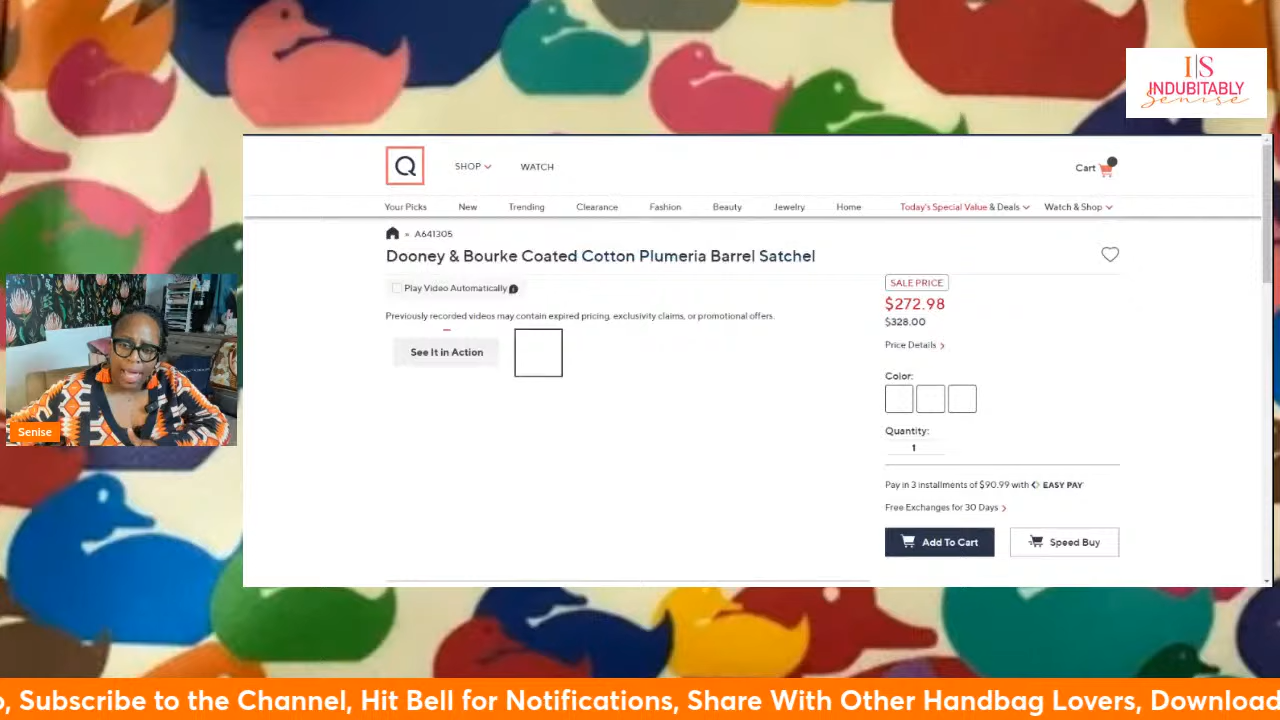 I|S
INDUBITABLY
Senise
Q
SHOP
WATCH
Cart
Your Picks
New
Trending
Clearance
Fashion
Beauty
Jewelry
Home
Today's Special Value & Deals
Watch & Shop
» A641305
Dooney & Bourke Coated Cotton Plumeria Barrel Satchel
Play Video Automatically
Previously recorded videos may contain expired pricing, exclusivity claims, or promotional offers.
See It in Action
SALE PRICE
$272.98
$328.00
Price Details
Color:
Quantity:
1
Pay in 3 installments of $90.99 with EASY PAY
Free Exchanges for 30 Days
Add To Cart
Speed Buy
Senise
, Subscribe to the Channel, Hit Bell for Notifications, Share With Other Handbag Lovers, Download